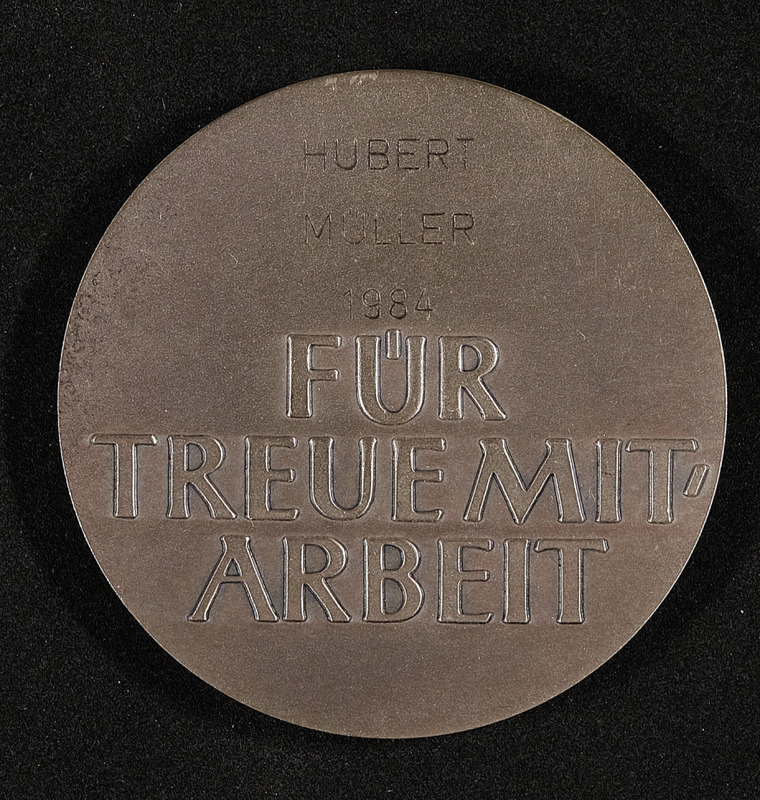 HUBERT
MÜLLER
1984
FÜR
TREUE MIT-
ARBEIT